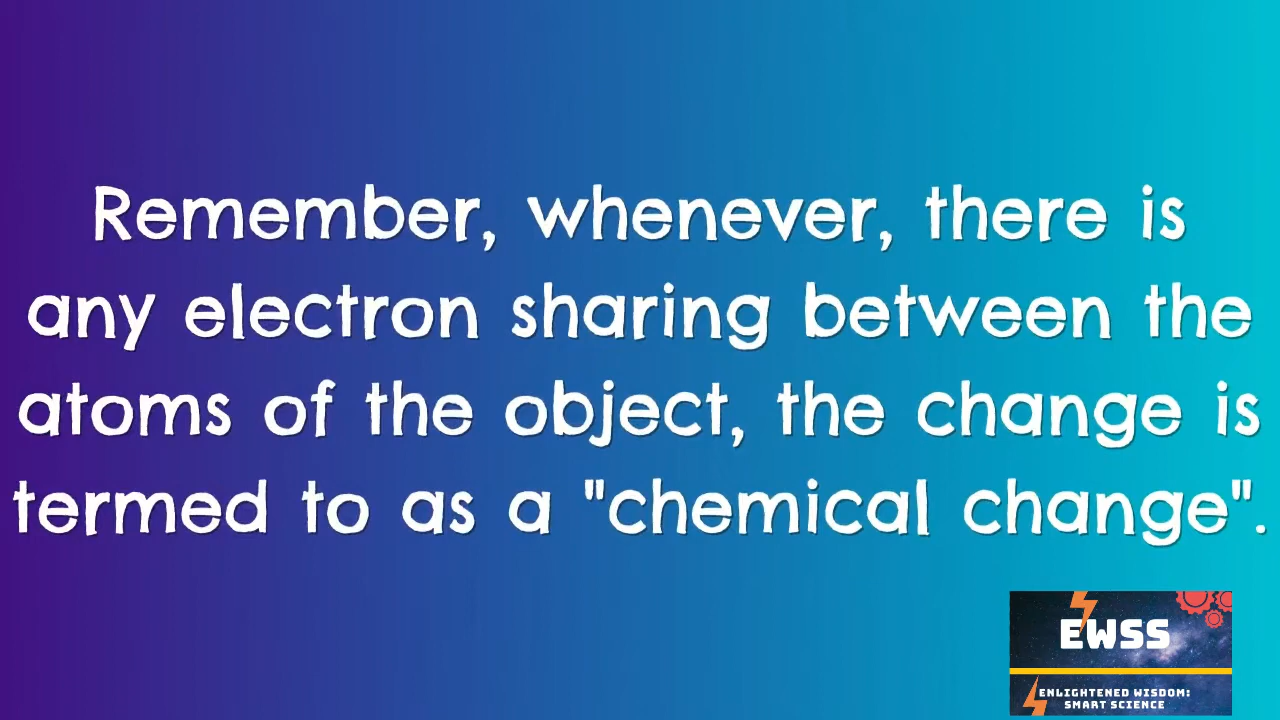 Remember, whenever, there is
any electron sharing between the
atoms of the object, the change is
termed to as a "chemical change".
EWSS
ENLIGHTENED WISDOM:
SMART SCIENCE